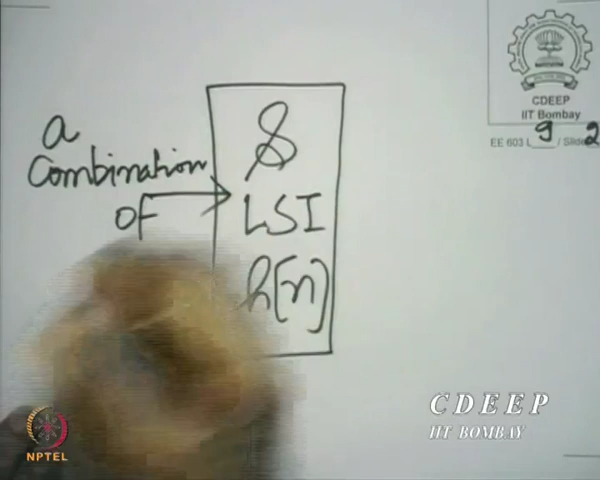 CDEEP
IIT Bombay
EE 603 L 9 / Slide 2
a
Combination
OF
S
LSI
h[n]
CDEEP
IIT BOMBAY
NPTEL